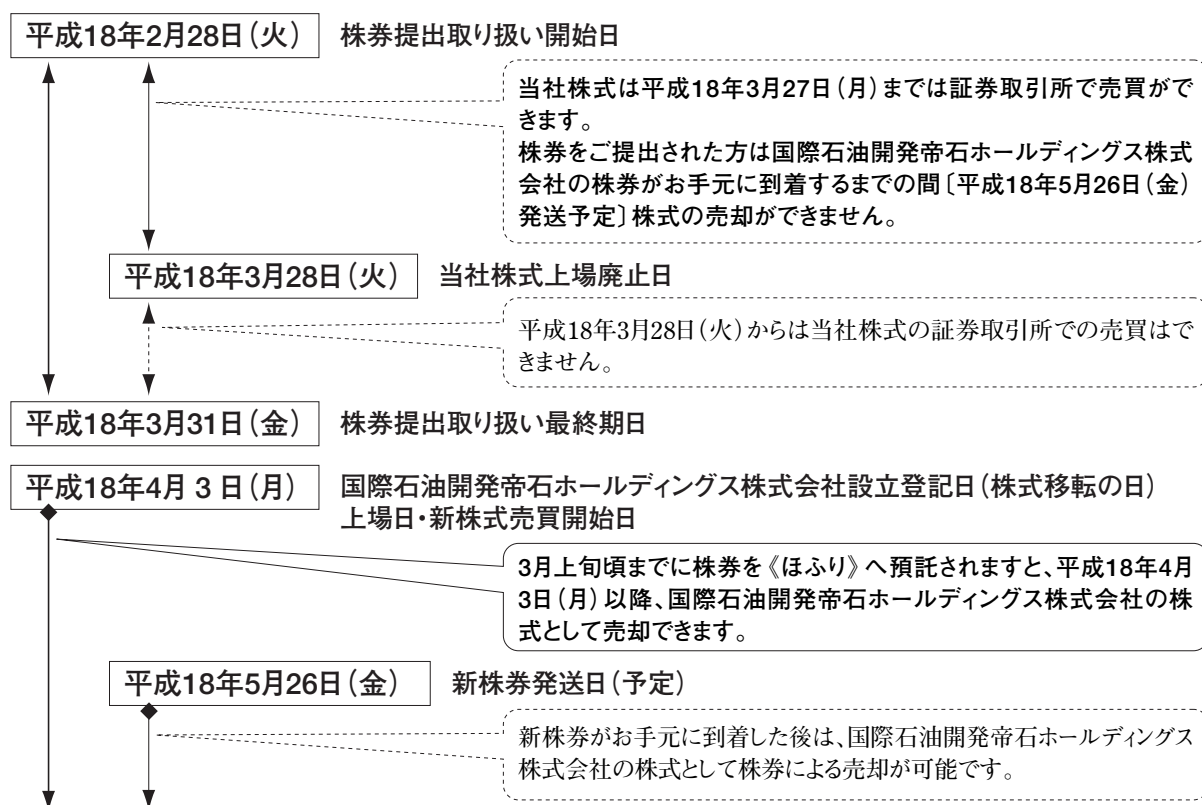 平成18年2月28日（火） 株券提出取り扱い開始日
当社株式は平成18年3月27日（月）までは証券取引所で売買がで
きます。
株券をご提出された方は国際石油開発帝石ホールディングス株式
会社の株券がお手元に到着するまでの間〔平成18年5月26日（金）
発送予定〕株式の売却ができません。
平成18年3月28日（火） 当社株式上場廃止日
平成18年3月28日（火）からは当社株式の証券取引所での売買はで
きません。
平成18年3月31日（金） 株券提出取り扱い最終期日
平成18年4月 3 日（月） 国際石油開発帝石ホールディングス株式会社設立登記日（株式移転の日）
上場日・新株式売買開始日
3月上旬頃までに株券を《ほふり》へ預託されますと、平成18年4月
3日（月）以降、国際石油開発帝石ホールディングス株式会社の株
式として売却できます。
平成18年5月26日（金） 新株券発送日（予定）
新株券がお手元に到着した後は、国際石油開発帝石ホールディングス
株式会社の株式として株券による売却が可能です。